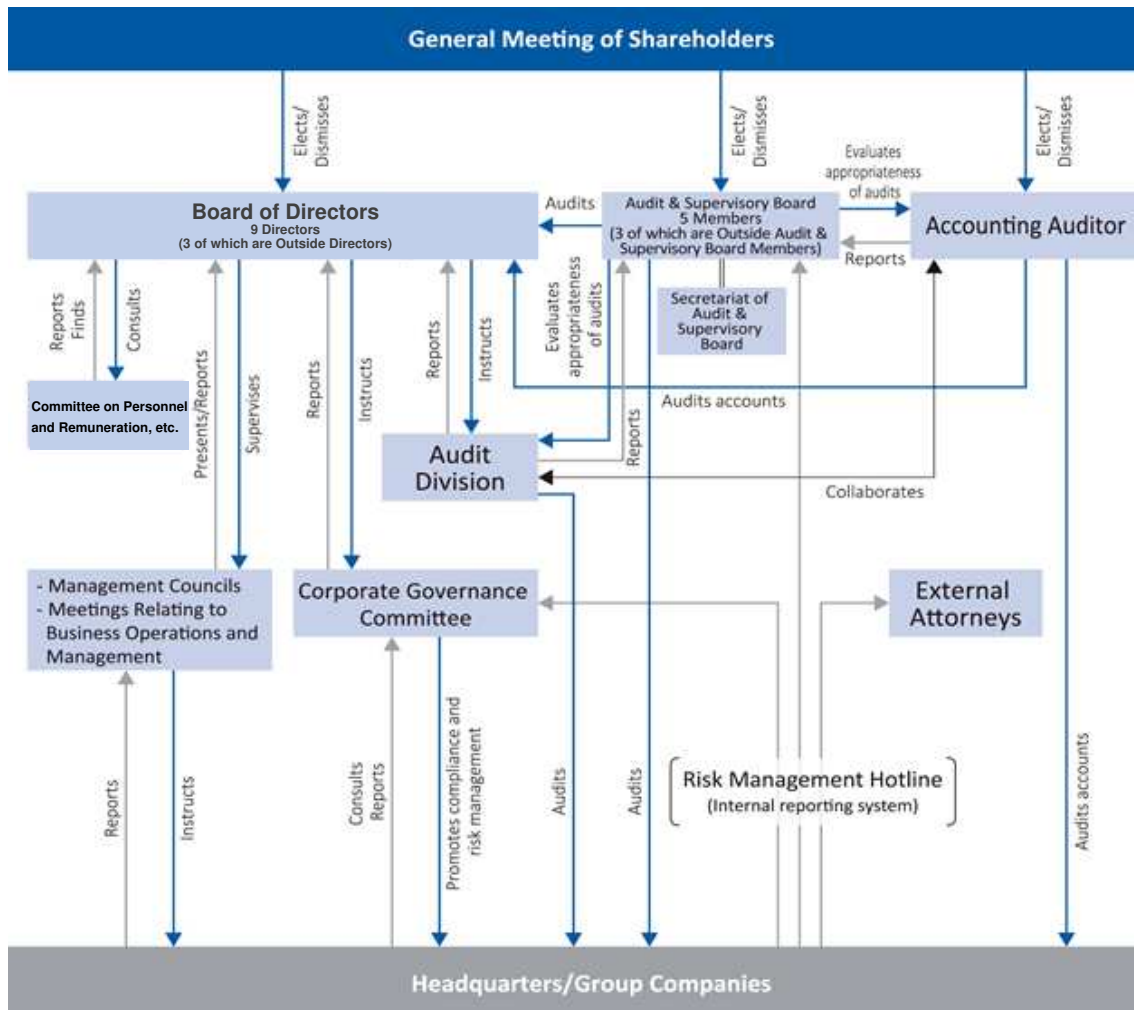 General Meeting of Shareholders
Elects/
Dismisses
Elects/
Dismisses
Elects/
Dismisses
Evaluates
appropriateness
of audits
Board of Directors
9 Directors
(3 of which are Outside Directors)
Audits
Audit & Supervisory Board
5 Members
(3 of which are Outside Audit &
Supervisory Board Members)
Accounting Auditor
Reports
Secretariat of
Audit &
Supervisory
Board
Reports
Finds
Consults
Presents/Reports
Supervises
Reports
Instructs
Reports
Instructs
Evaluates
appropriateness
of audits
Reports
Audits accounts
Committee on Personnel
and Remuneration, etc.
Audit
Division
Collaborates
- Management Councils
- Meetings Relating to
Business Operations and
Management
Corporate Governance
Committee
External
Attorneys
Reports
Instructs
Consults
Reports
Promotes compliance and
risk management
Audits
Audits
Risk Management Hotline
(Internal reporting system)
Audits accounts
Headquarters/Group Companies